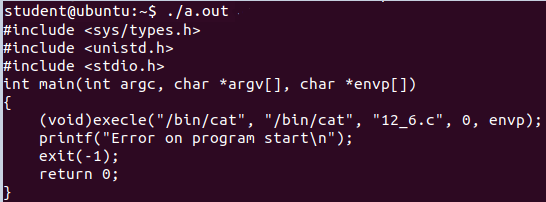 student@ubuntu:~$ ./a.out
#include <sys/types.h>
#include <unistd.h>
#include <stdio.h>
int main(int argc, char *argv[], char *envp[])
{
    (void)execle("/bin/cat", "/bin/cat", "12_6.c", 0, envp);
    printf("Error on program start\n");
    exit(-1);
    return 0;
}